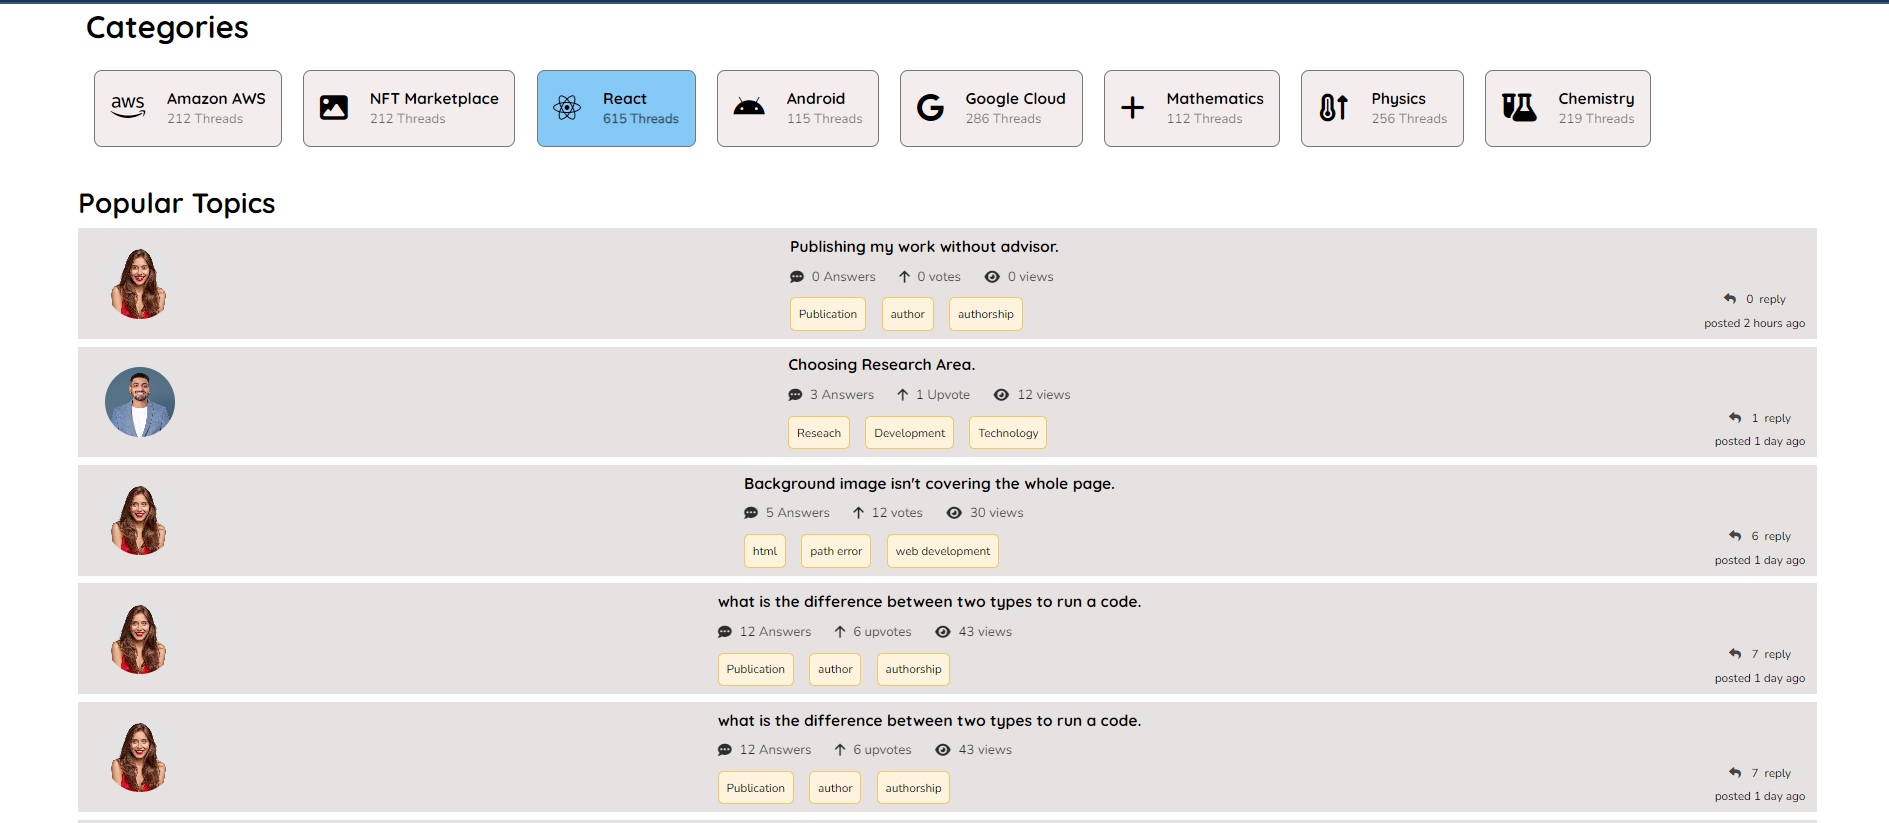 Categories
aws Amazon AWS
212 Threads
NFT Marketplace
212 Threads
React
615 Threads
Android
115 Threads
Google Cloud
286 Threads
Mathematics
112 Threads
Physics
256 Threads
Chemistry
219 Threads
Popular Topics
Publishing my work without advisor.
0 Answers 0 votes 0 views
Publication author authorship
0 reply
posted 2 hours ago
Choosing Research Area.
3 Answers 1 Upvote 12 views
Reseach Development Technology
1 reply
posted 1 day ago
Background image isn't covering the whole page.
5 Answers 12 votes 30 views
html path error web development
6 reply
posted 1 day ago
what is the difference between two types to run a code.
12 Answers 6 upvotes 43 views
Publication author authorship
7 reply
posted 1 day ago
what is the difference between two types to run a code.
12 Answers 6 upvotes 43 views
Publication author authorship
7 reply
posted 1 day ago